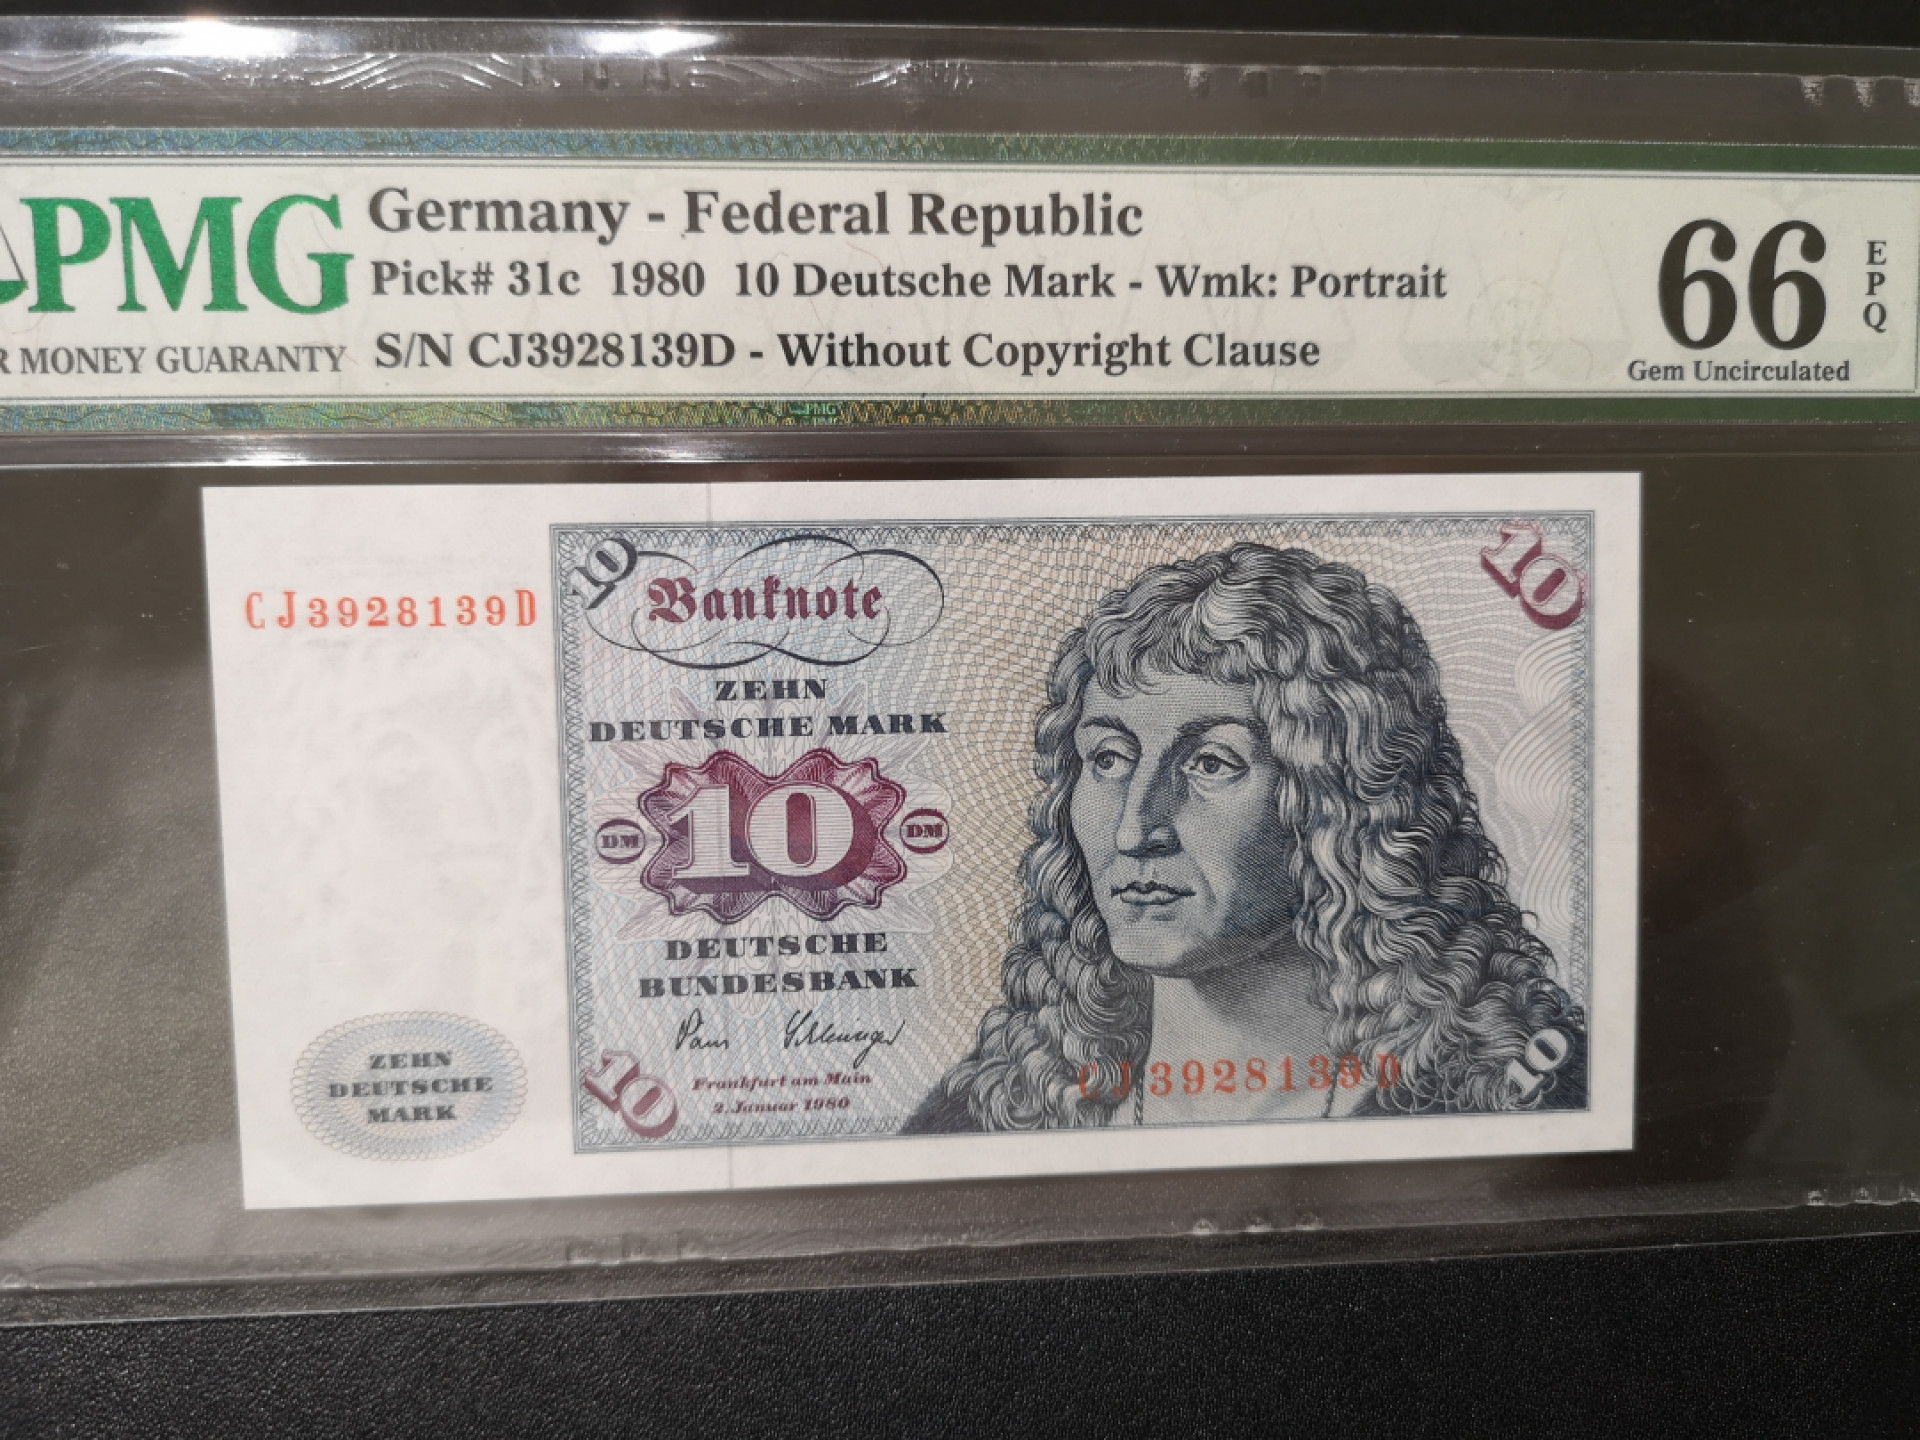 PMG
R MONEY GUARANTY
Germany - Federal Republic
Pick# 31c 1980 10 Deutsche Mark - Wmk: Portrait
S/N CJ3928139D - Without Copyright Clause
66
EPQ
Gem Uncirculated
PMG
PMG
CJ3928139D
10
Banknote
10
ZEHN
DEUTSCHE MARK
DM
10
DM
DEUTSCHE
BUNDESBANK
10
Frankfurt am Main
2. Januar 1980
CJ3928139D
10
ZEHN
DEUTSCHE
MARK